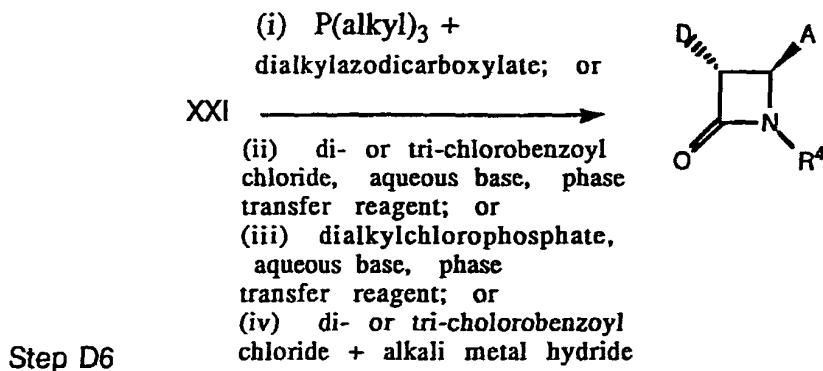 (i) P(alkyl)3 +
dialkylazodicarboxylate; or
XXI
(ii) di- or tri-chlorobenzoyl
chloride, aqueous base, phase
transfer reagent; or
(iii) dialkylchlorophosphate,
aqueous base, phase
transfer reagent; or
(iv) di- or tri-cholorobenzoyl
chloride + alkali metal hydride
Step D6
D A
O N
R4